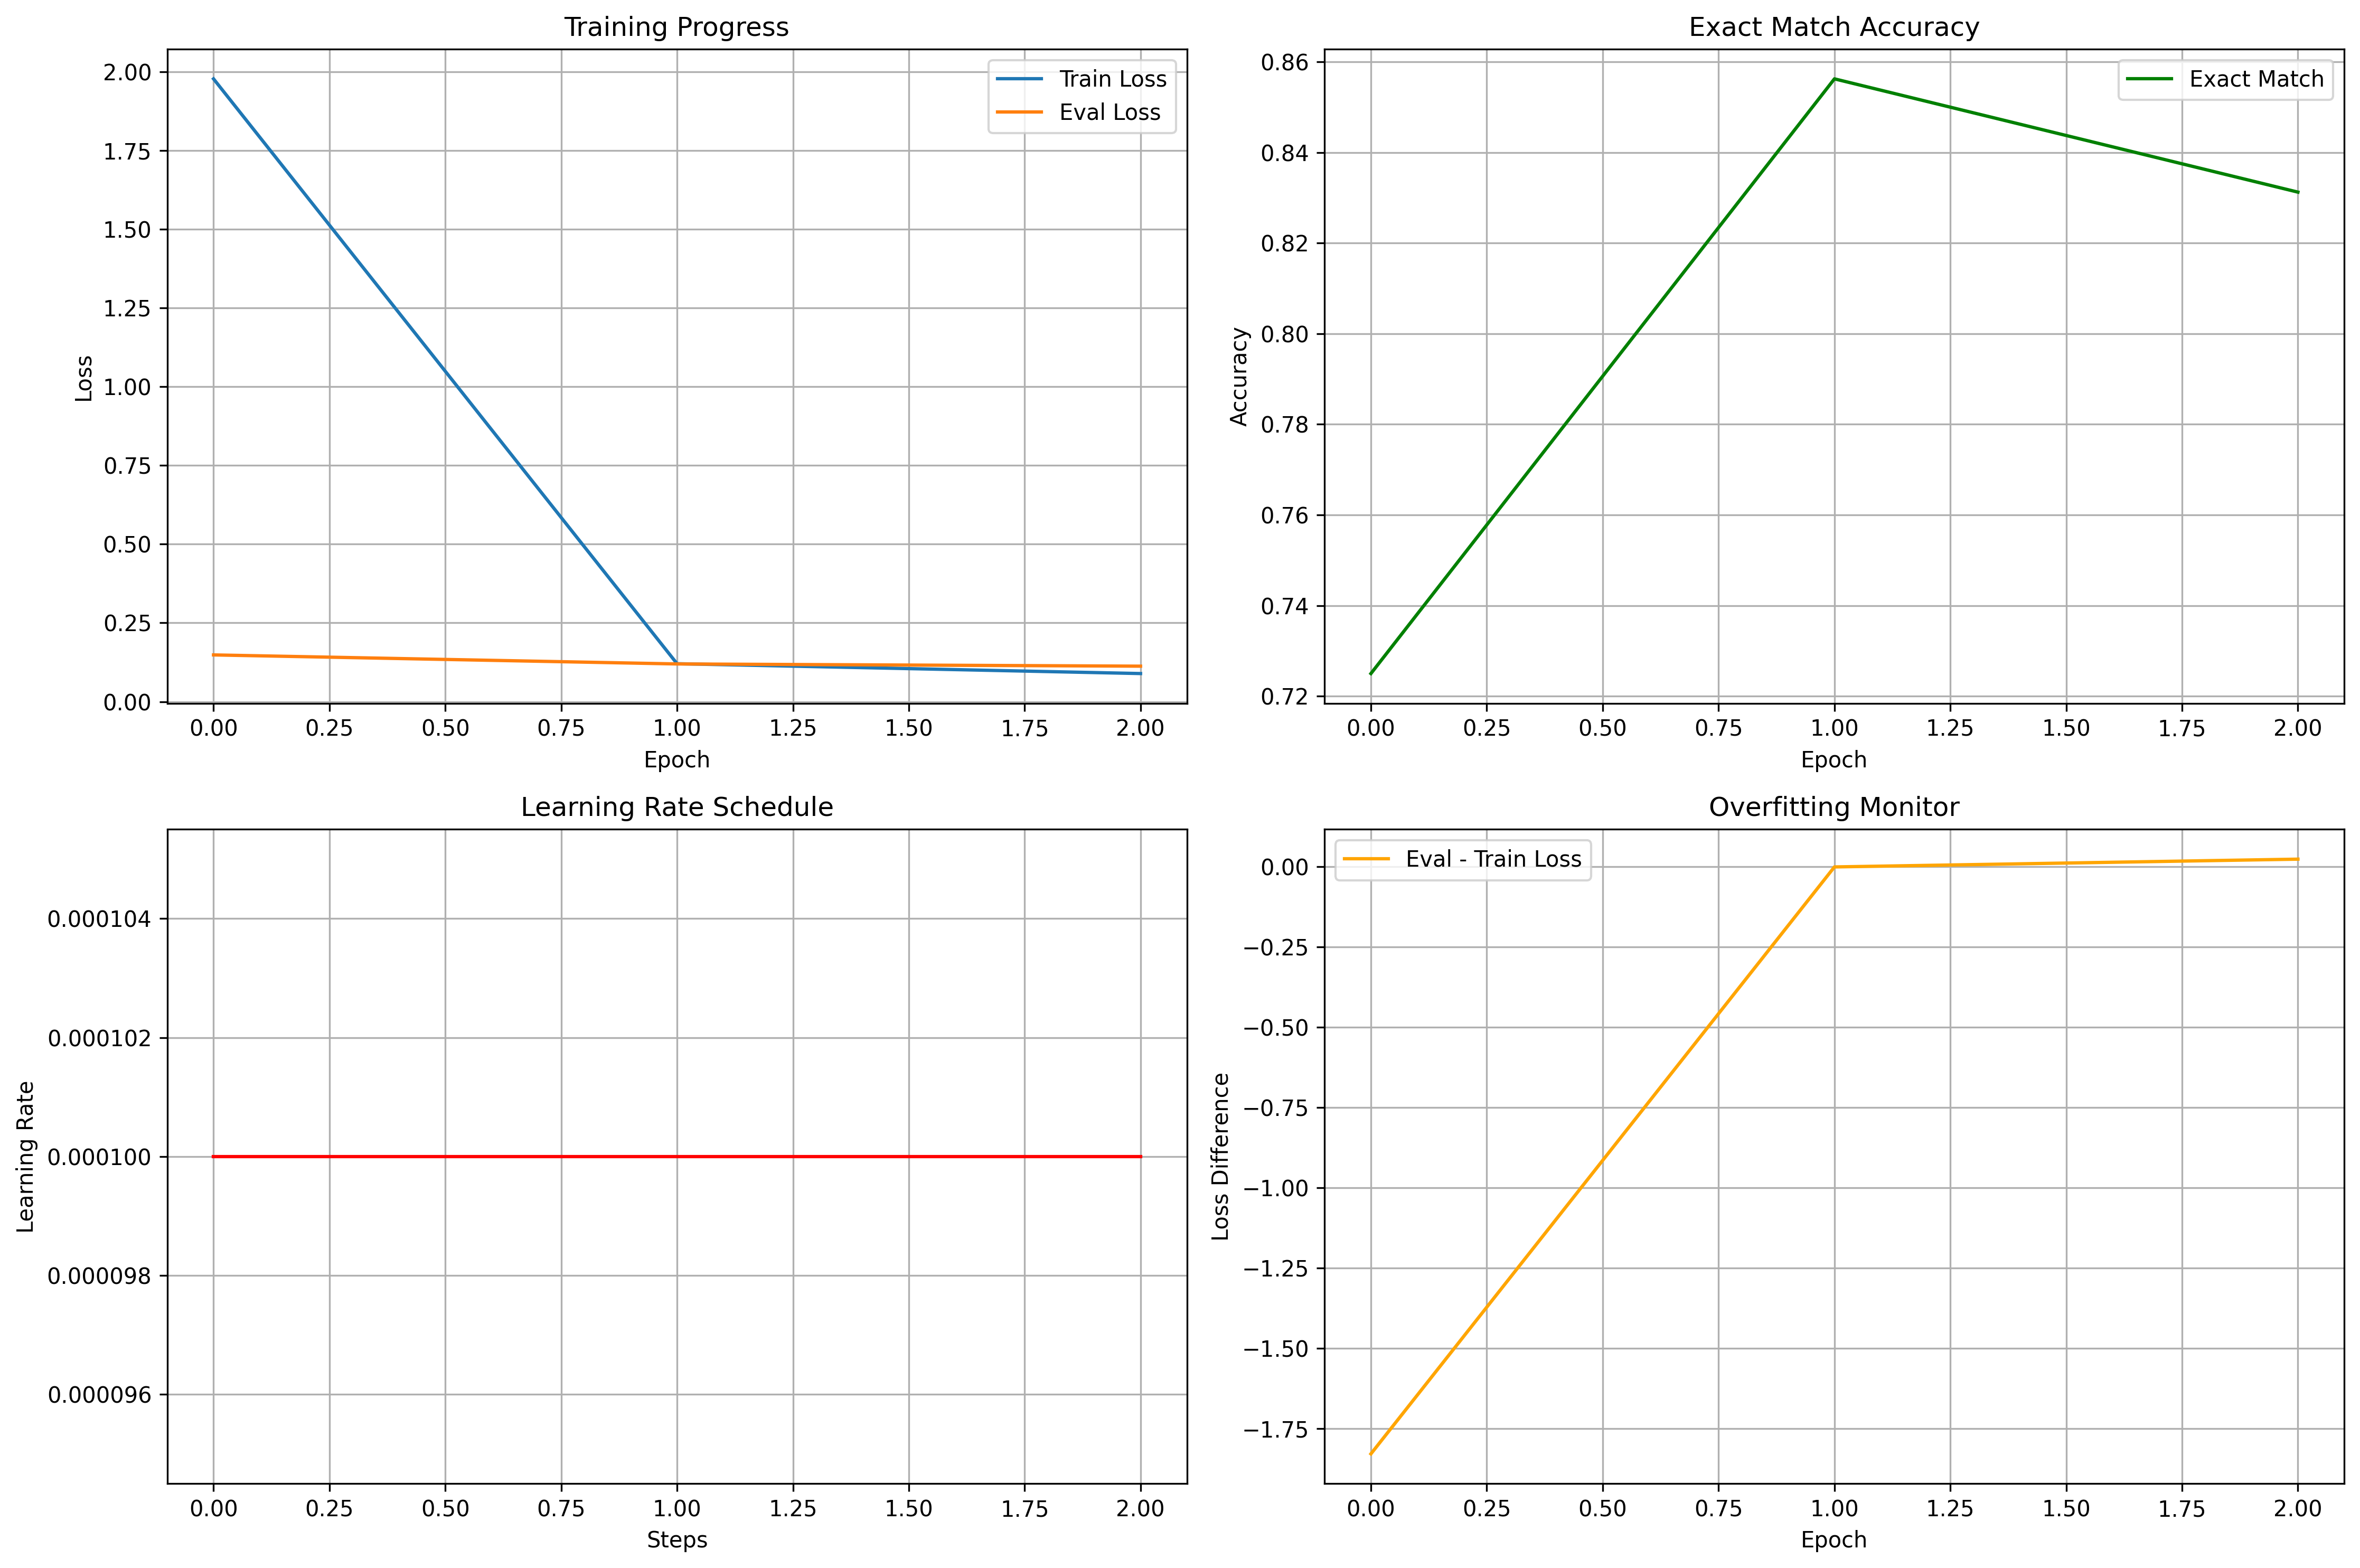 Training Progress
Train Loss
Eval Loss
2.00
1.75
1.50
1.25
1.00
0.75
0.50
0.25
0.00
Loss
0.00 0.25 0.50 0.75 1.00 1.25 1.50 1.75 2.00
Epoch
Exact Match Accuracy
Exact Match
0.86
0.84
0.82
0.80
0.78
0.76
0.74
0.72
Accuracy
0.00 0.25 0.50 0.75 1.00 1.25 1.50 1.75 2.00
Epoch
Learning Rate Schedule
0.000104
0.000102
0.000100
0.000098
0.000096
Learning Rate
0.00 0.25 0.50 0.75 1.00 1.25 1.50 1.75 2.00
Steps
Overfitting Monitor
Eval - Train Loss
0.00
−0.25
−0.50
−0.75
−1.00
−1.25
−1.50
−1.75
Loss Difference
0.00 0.25 0.50 0.75 1.00 1.25 1.50 1.75 2.00
Epoch